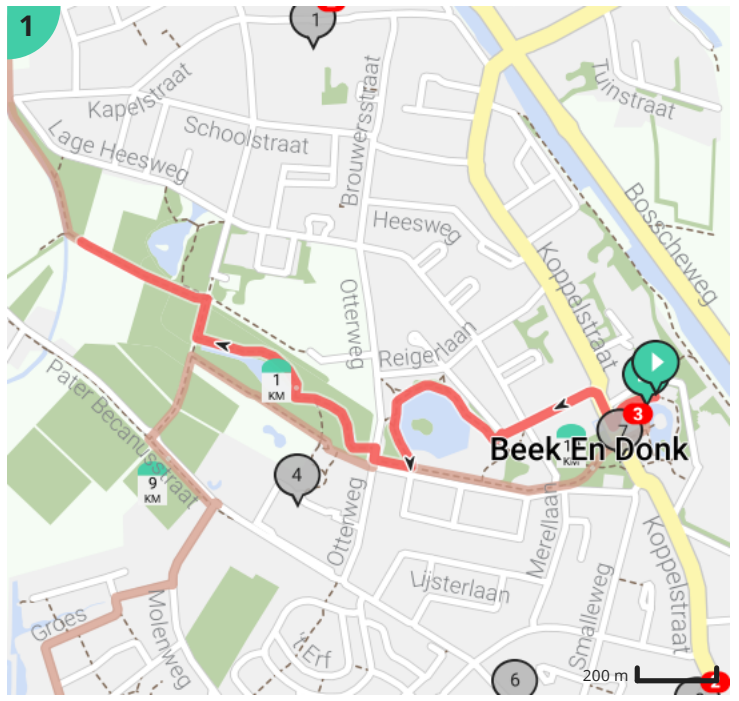 1
1
Tuinstraat
Kapelstraat
Brouwersstraat
Schoolstraat
Lage Heesweg
Bosscheweg
Heesweg
Koppelstraat
Otterweg
Reigerlaan
1
KM
3
7
Pater Becanusstraat
Beek En Donk
KM
4
9
KM
Otterweg
Merellaan
Koppelstraat
Lijsterlaan
Smalleweg
Molenweg
Groes
't Erf
6
200 m
2